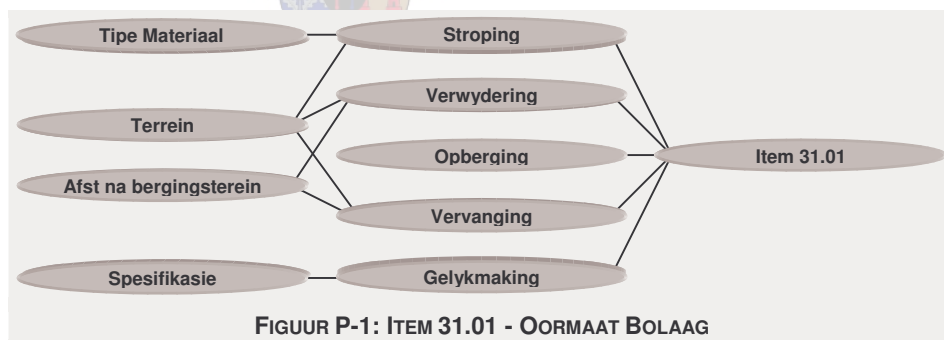 Tipe Materiaal
Stroping
Verwydering
Terrein
Opberging
Item 31.01
Afst na bergingsterein
Vervanging
Spesifikasie
Gelykmaking
FIGUUR P-1: ITEM 31.01 - OORMAAT BOLAAG